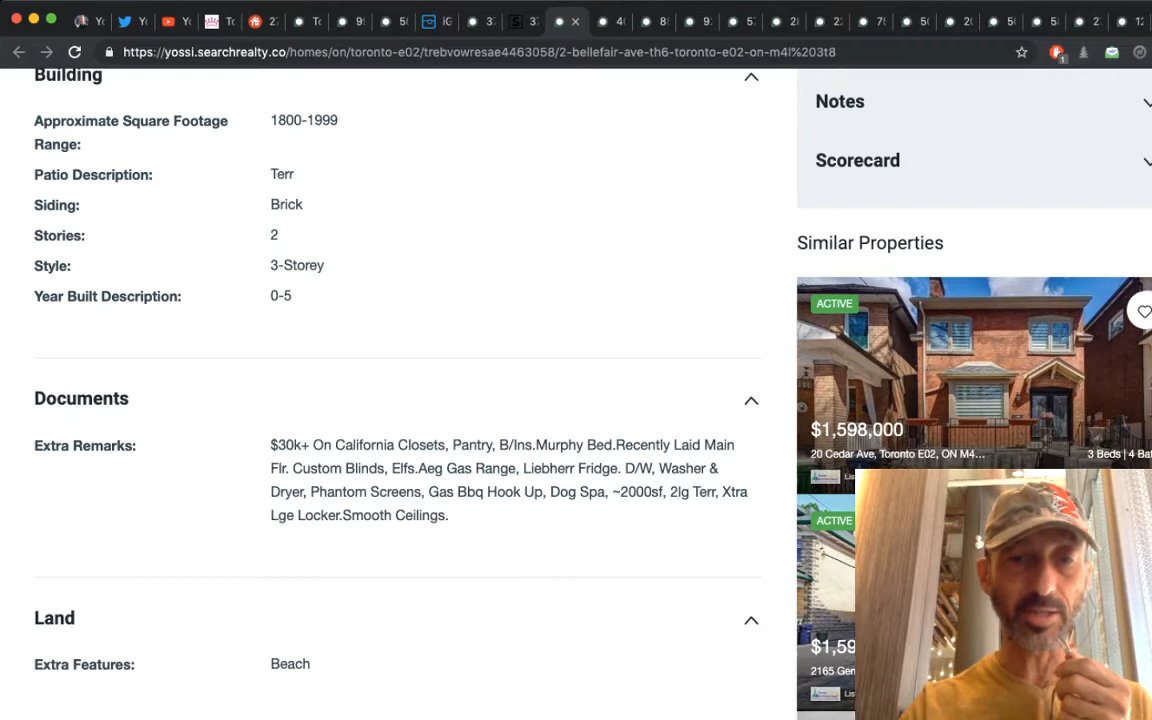 https://yossi.searchrealty.co/homes/on/toronto-e02/trebvowresae4463058/2-bellefair-ave-th6-toronto-e02-on-m4l%203t8
Building
Approximate Square Footage
Range:
1800-1999
Patio Description:
Terr
Siding:
Brick
Stories:
2
Style:
3-Storey
Year Built Description:
0-5
Documents
Extra Remarks:
$30k+ On California Closets, Pantry, B/Ins.Murphy Bed.Recently Laid Main
Flr. Custom Blinds, Elfs.Aeg Gas Range, Liebherr Fridge. D/W, Washer &
Dryer, Phantom Screens, Gas Bbq Hook Up, Dog Spa, ~2000sf, 2lg Terr, Xtra
Lge Locker.Smooth Ceilings.
Land
Extra Features:
Beach
Notes
Scorecard
Similar Properties
ACTIVE
$1,598,000
20 Cedar Ave, Toronto E02, ON M4...
3 Beds | 4 Bat
ACTIVE
$1,59
2165 Ger